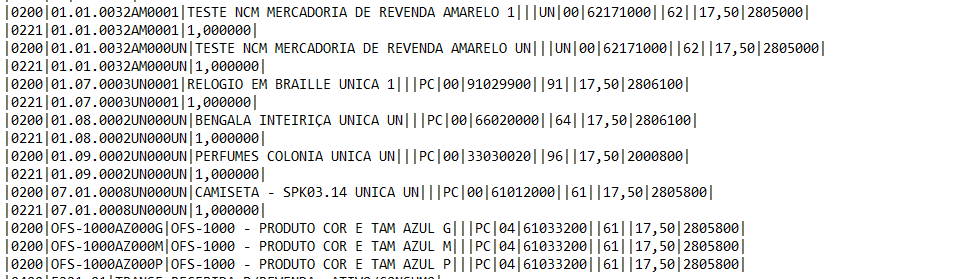 |0200|01.01.0032AM0001|TESTE NCM MERCADORIA DE REVENDA AMARELO 1|||UN|00|62171000||62||17,50|2805000|
|0221|01.01.0032AM0001|1,000000|
|0200|01.01.0032AM000UN|TESTE NCM MERCADORIA DE REVENDA AMARELO UN|||UN|00|62171000||62||17,50|2805000|
|0221|01.01.0032AM000UN|1,000000|
|0200|01.07.0003UN0001|RELOGIO EM BRAILLE UNICA 1|||PC|00|91029900||91||17,50|2806100|
|0221|01.07.0003UN0001|1,000000|
|0200|01.08.0002UN000UN|BENGALA INTEIRIÇA UNICA UN|||PC|00|66020000||64||17,50|2806100|
|0221|01.08.0002UN000UN|1,000000|
|0200|01.09.0002UN000UN|PERFUMES COLONIA UNICA UN|||PC|00|33030020||96||17,50|2000800|
|0221|01.09.0002UN000UN|1,000000|
|0200|07.01.0008UN000UN|CAMISETA - SPK03.14 UNICA UN|||PC|00|61012000||61||17,50|2805800|
|0221|07.01.0008UN000UN|1,000000|
|0200|OFS-1000AZ000G|OFS-1000 - PRODUTO COR E TAM AZUL G|||PC|04|61033200||61||17,50|2805800|
|0200|OFS-1000AZ000M|OFS-1000 - PRODUTO COR E TAM AZUL M|||PC|04|61033200||61||17,50|2805800|
|0200|OFS-1000AZ000P|OFS-1000 - PRODUTO COR E TAM AZUL P|||PC|04|61033200||61||17,50|2805800|